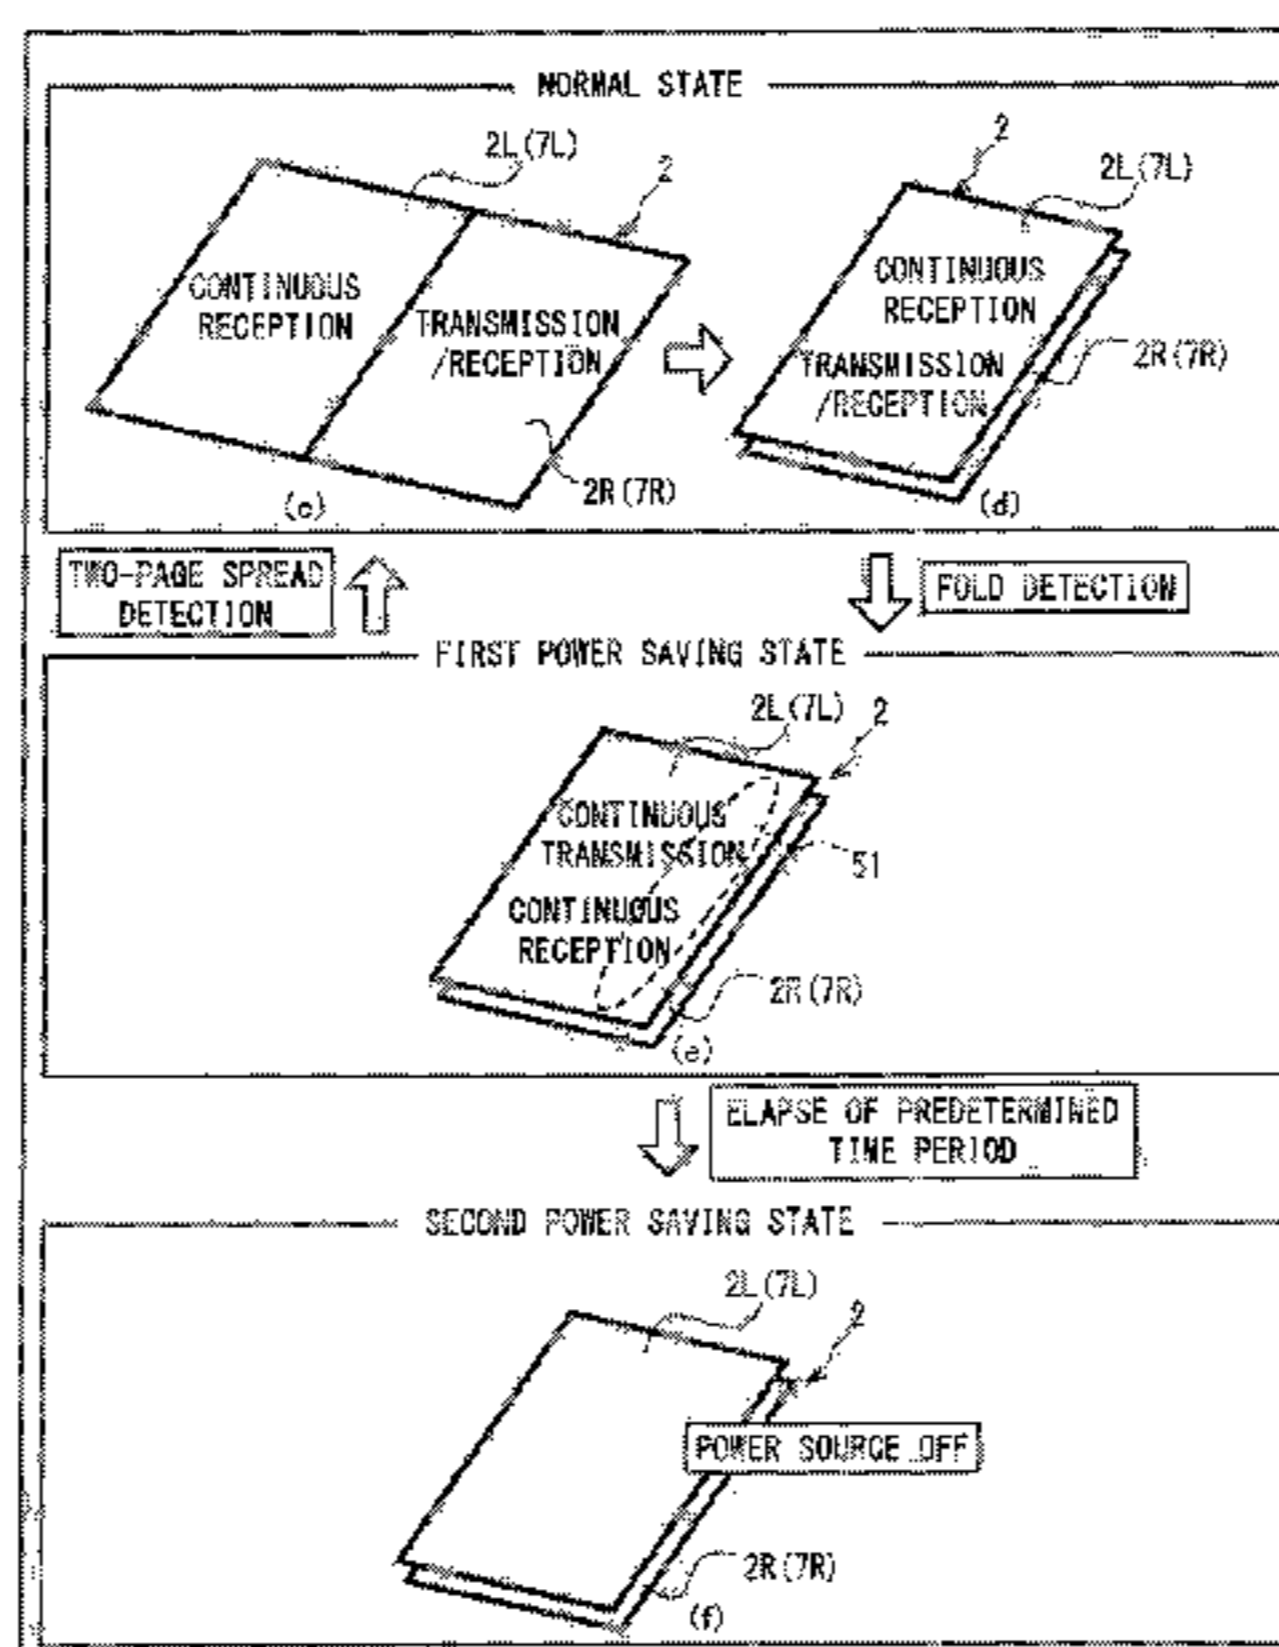 NORMAL STATE
2L(7L)
2
CONTINUOUS
RECEPTION
TRANSMISSION
/RECEPTION
2R(7R)
(c)
2
2L(7L)
CONTINUOUS
RECEPTION
TRANSMISSION
/RECEPTION
2R(7R)
(d)
TWO-PAGE SPREAD
DETECTION
FOLD DETECTION
FIRST POWER SAVING STATE
2L(7L)
2
CONTINUOUS
TRANSMISSION
51
CONTINUOUS
RECEPTION
2R(7R)
(e)
ELAPSE OF PREDETERMINED
TIME PERIOD
SECOND POWER SAVING STATE
2L(7L)
2
POWER SOURCE OFF
2R(7R)
(f)